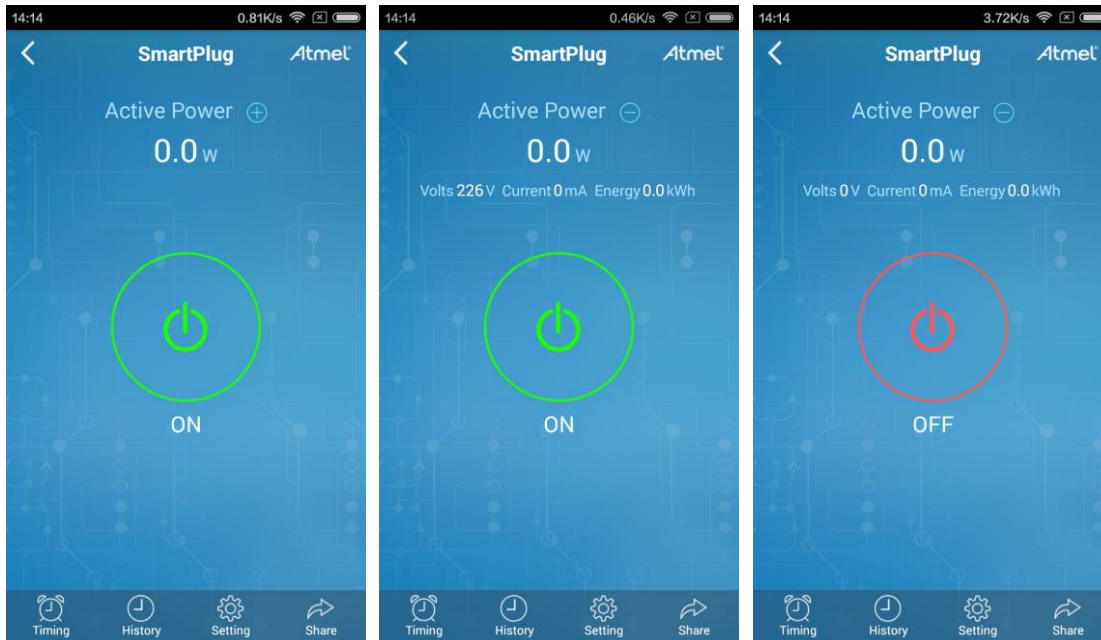 14:14 0.81K/s
SmartPlug Atmel
Active Power
0.0 W
ON
Timing History Setting Share
14:14 0.46K/s
SmartPlug Atmel
Active Power
0.0 W
Volts 226 V Current 0 mA Energy 0.0 kWh
ON
Timing History Setting Share
14:14 3.72K/s
SmartPlug Atmel
Active Power
0.0 W
Volts 0 V Current 0 mA Energy 0.0 kWh
OFF
Timing History Setting Share